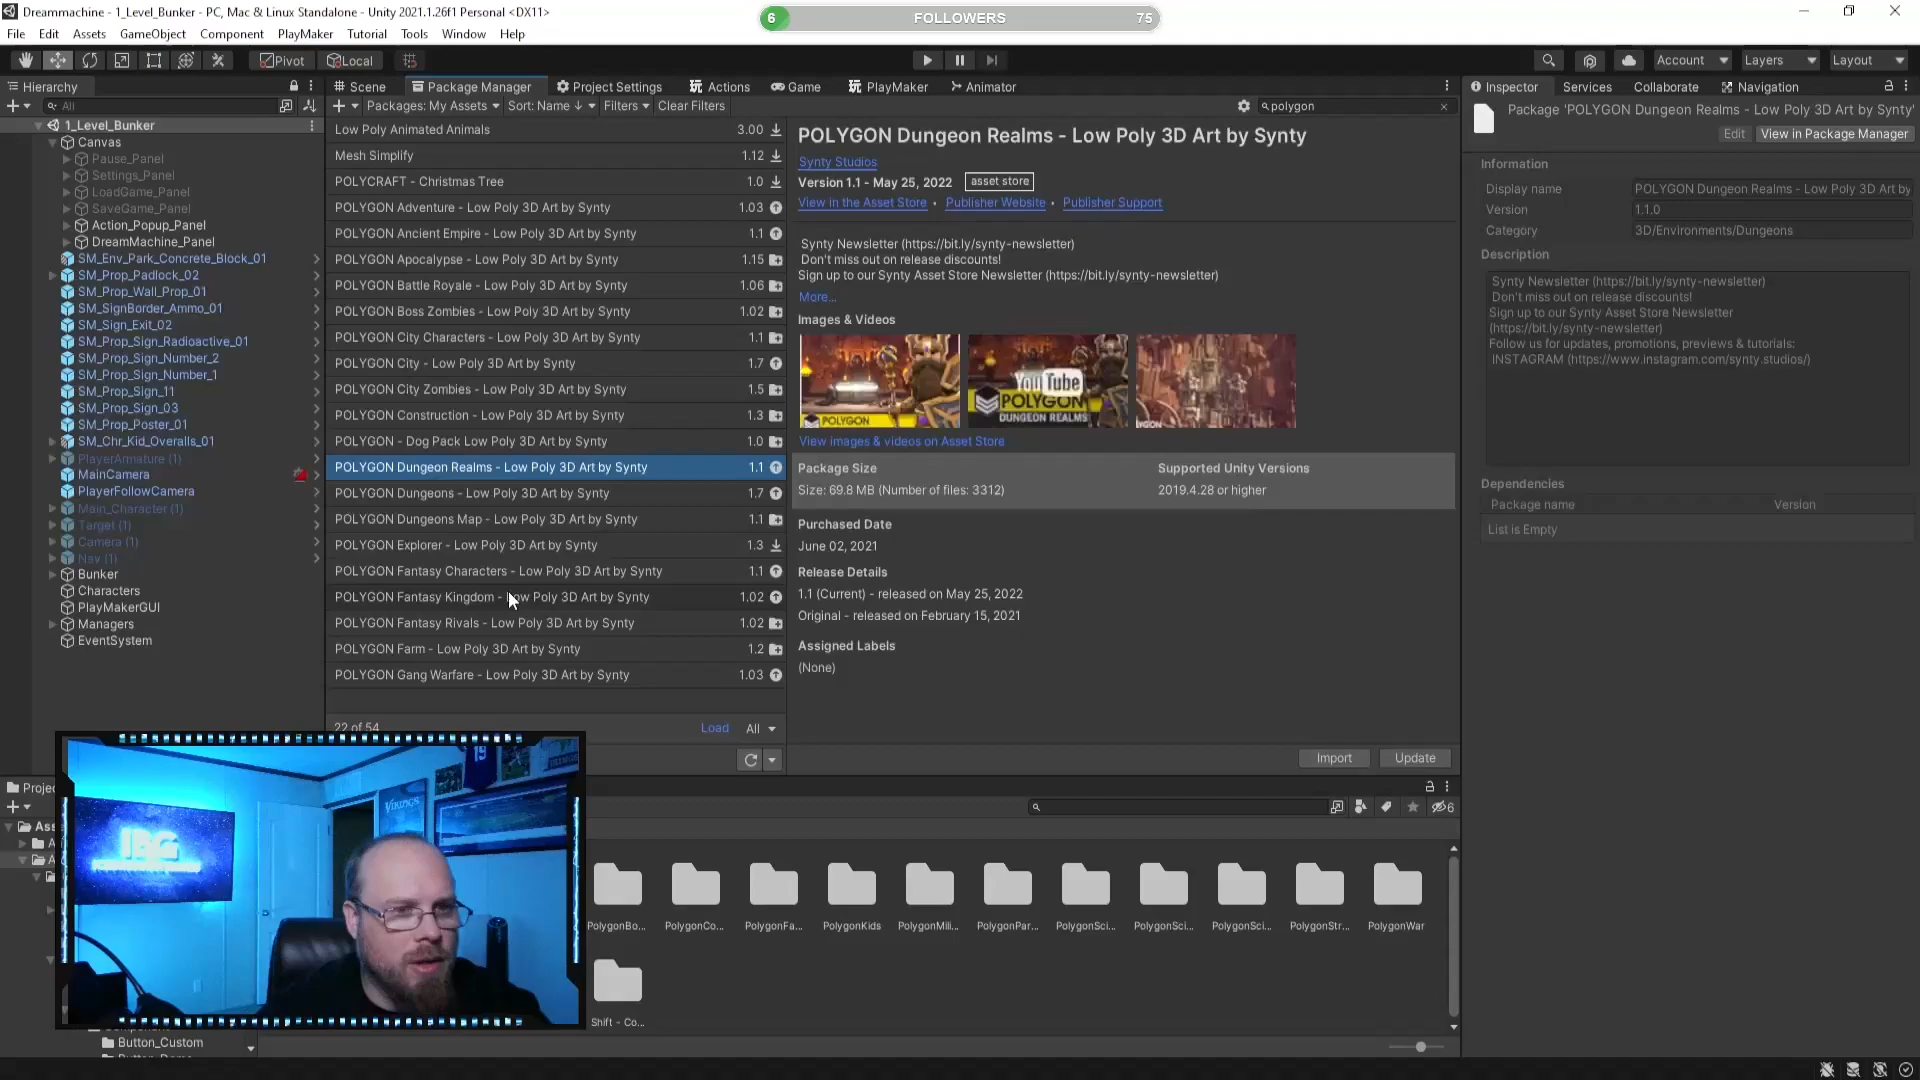 Dreammachine - 1_Level_Bunker - PC, Mac & Linux Standalone - Unity 2021.1.26f1 Personal <DX11>
6 FOLLOWERS 75
File Edit Assets GameObject Component PlayMaker Tutorial Tools Window Help
Pivot Local
Account Layers Layout
Hierarchy
All
1_Level_Bunker
Canvas
Pause_Panel
Settings_Panel
LoadGame_Panel
SaveGame_Panel
Action_Popup_Panel
DreamMachine_Panel
SM_Env_Park_Concrete_Block_01
SM_Prop_Padlock_02
SM_Prop_Wall_Prop_01
SM_SignBorder_Ammo_01
SM_Sign_Exit_02
SM_Prop_Sign_Radioactive_01
SM_Prop_Sign_Number_2
SM_Prop_Sign_Number_1
SM_Prop_Sign_11
SM_Prop_Sign_03
SM_Prop_Poster_01
SM_Chr_Kid_Overalls_01
PlayerArmature (1)
MainCamera
PlayerFollowCamera
Main_Character (1)
Target (1)
Camera (1)
Nav (1)
Bunker
Characters
PlayMakerGUI
Managers
EventSystem
Scene Package Manager Project Settings Actions Game PlayMaker Animator
Packages: My Assets Sort: Name ↓ Filters Clear Filters polygon
Low Poly Animated Animals 3.00
Mesh Simplify 1.12
POLYCRAFT - Christmas Tree 1.0
POLYGON Adventure - Low Poly 3D Art by Synty 1.03
POLYGON Ancient Empire - Low Poly 3D Art by Synty 1.1
POLYGON Apocalypse - Low Poly 3D Art by Synty 1.15
POLYGON Battle Royale - Low Poly 3D Art by Synty 1.06
POLYGON Boss Zombies - Low Poly 3D Art by Synty 1.02
POLYGON City Characters - Low Poly 3D Art by Synty 1.1
POLYGON City - Low Poly 3D Art by Synty 1.7
POLYGON City Zombies - Low Poly 3D Art by Synty 1.5
POLYGON Construction - Low Poly 3D Art by Synty 1.3
POLYGON - Dog Pack Low Poly 3D Art by Synty 1.0
POLYGON Dungeon Realms - Low Poly 3D Art by Synty 1.1
POLYGON Dungeons - Low Poly 3D Art by Synty 1.7
POLYGON Dungeons Map - Low Poly 3D Art by Synty 1.1
POLYGON Explorer - Low Poly 3D Art by Synty 1.3
POLYGON Fantasy Characters - Low Poly 3D Art by Synty 1.1
POLYGON Fantasy Kingdom - Low Poly 3D Art by Synty 1.02
POLYGON Fantasy Rivals - Low Poly 3D Art by Synty 1.02
POLYGON Farm - Low Poly 3D Art by Synty 1.2
POLYGON Gang Warfare - Low Poly 3D Art by Synty 1.03
22 of 54 Load All
POLYGON Dungeon Realms - Low Poly 3D Art by Synty
Synty Studios
Version 1.1 - May 25, 2022 asset store
View in the Asset Store • Publisher Website • Publisher Support
Synty Newsletter (https://bit.ly/synty-newsletter)
Don't miss out on release discounts!
Sign up to our Synty Asset Store Newsletter (https://bit.ly/synty-newsletter)
More...
Images & Videos
POLYGON
YouTube
POLYGON
DUNGEON REALMS
View images & videos on Asset Store
Package Size Supported Unity Versions
Size: 69.8 MB (Number of files: 3312) 2019.4.28 or higher
Purchased Date
June 02, 2021
Release Details
1.1 (Current) - released on May 25, 2022
Original - released on February 15, 2021
Assigned Labels
(None)
Import Update
Inspector Services Collaborate Navigation
Package 'POLYGON Dungeon Realms - Low Poly 3D Art by Synty'
Edit View in Package Manager
Information
Display name POLYGON Dungeon Realms - Low Poly 3D Art by
Version 1.1.0
Category 3D/Environments/Dungeons
Description
Synty Newsletter (https://bit.ly/synty-newsletter)
Don't miss out on release discounts!
Sign up to our Synty Asset Store Newsletter
(https://bit.ly/synty-newsletter)
Follow us for updates, promotions, previews & tutorials:
INSTAGRAM (https://www.instagram.com/synty.studios/)
Dependencies
Package name Version
List is Empty
Projec
Ass
6
PolygonBo... PolygonCo... PolygonFa... PolygonKids PolygonMili... PolygonPar... PolygonSci... PolygonSci... PolygonSci... PolygonStr... PolygonWar
Shift - Co...
Button_Custom
VIKINGS
19
IBG